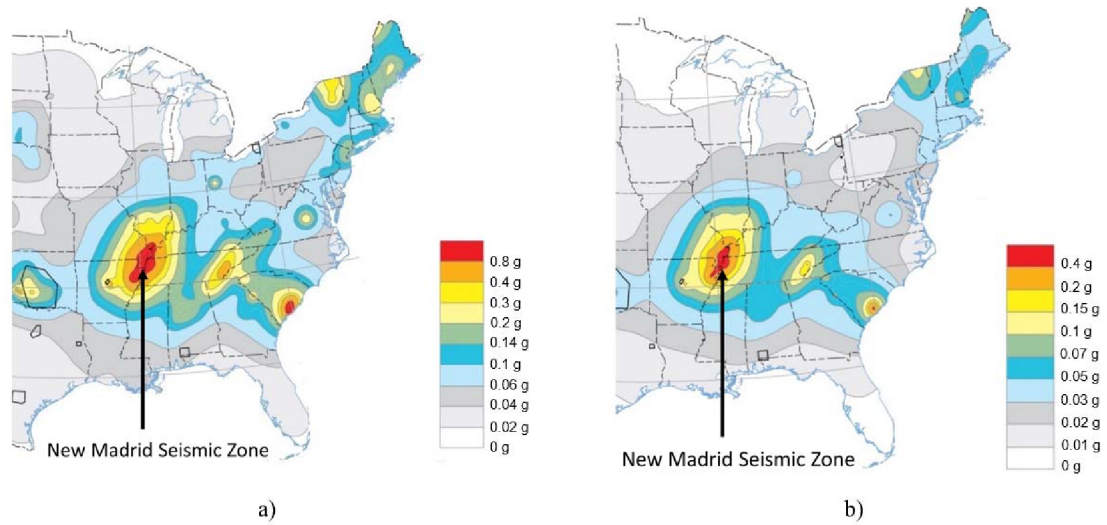 0.8 g
0.4 g
0.3 g
0.2 g
0.14 g
0.1 g
0.06 g
0.04 g
0.02 g
0 g
New Madrid Seismic Zone
a)
0.4 g
0.2 g
0.15 g
0.1 g
0.07 g
0.05 g
0.03 g
0.02 g
0.01 g
0 g
New Madrid Seismic Zone
b)